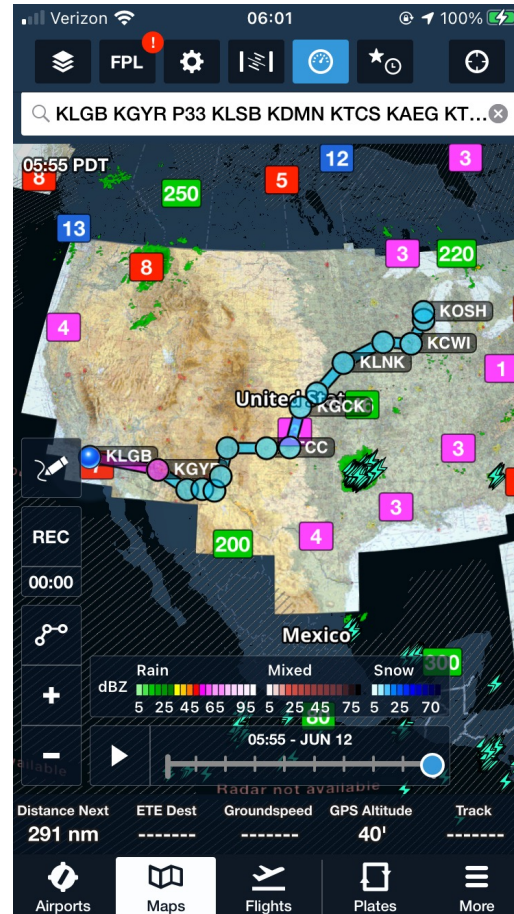 Verizon 06:01 100%
FPL !
KLGB KGYR P33 KLSB KDMN KTCS KAEG KT...
05:55 PDT
12
3
8
5
250
13
3
220
8
4
KOSH
KCWI
1
KLNK
United Stat
KGCK
KLGB
KGYR
TCC
3
3
REC
200
4
00:00
Mexico
300
Rain Mixed Snow
dBZ
5 25 45 65 95 5 25 45 75 5 25 70
05:55 - JUN 12
Radar not available
Distance Next ETE Dest Groundspeed GPS Altitude Track
291 nm ------- ------- 40' -------
Airports Maps Flights Plates More